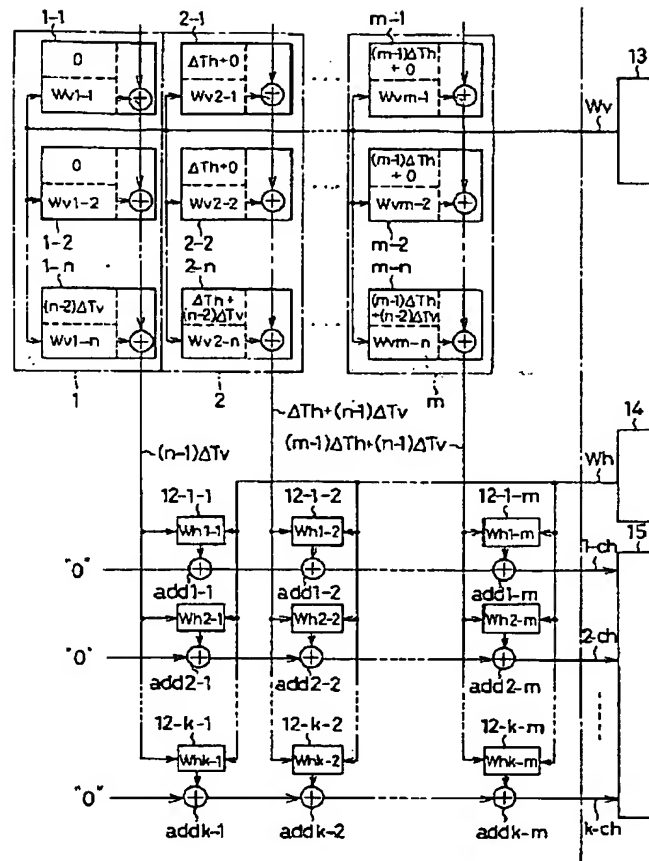 1-1 2-1 m-1
0 ΔTh+0 (m-1)ΔTh
+ 0
13
Wv1-1 Wv2-1 Wvm-1
Wv
0 ΔTh+0 (m-1)ΔTh
+ 0
Wv1-2 Wv2-2 Wvm-2
1-2 2-2 m-2
1-n 2-n m-n
(n-2)ΔTv ΔTh+
(n-2)ΔTv (m-1)ΔTh
+(n-2)ΔTv
Wv1-n Wv2-n Wvm-n
1 2 m
ΔTh+(n-1)ΔTv
(n-1)ΔTv (m-1)ΔTh+(n-1)ΔTv
14
Wh
12-1-1 12-1-2 12-1-m
15
Wh1-1 Wh1-2 Wh1-m
1-ch
"0"
add1-1 add1-2 add1-m
Wh2-1 Wh2-2 Wh2-m
2-ch
"0"
add2-1 add2-2 add2-m
12-k-1 12-k-2 12-k-m
Whk-1 Whk-2 Whk-m
"0"
addk-1 addk-2 addk-m k-ch